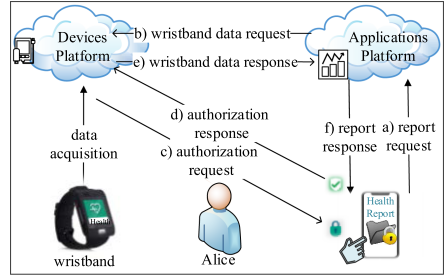 Devices
Platform
b) wristband data request
e) wristband data response
Applications
Platform
d) authorization
response
c) authorization
request
data
acquisition
f) report
response
a) report
request
Health
wristband
Alice
Health
Report